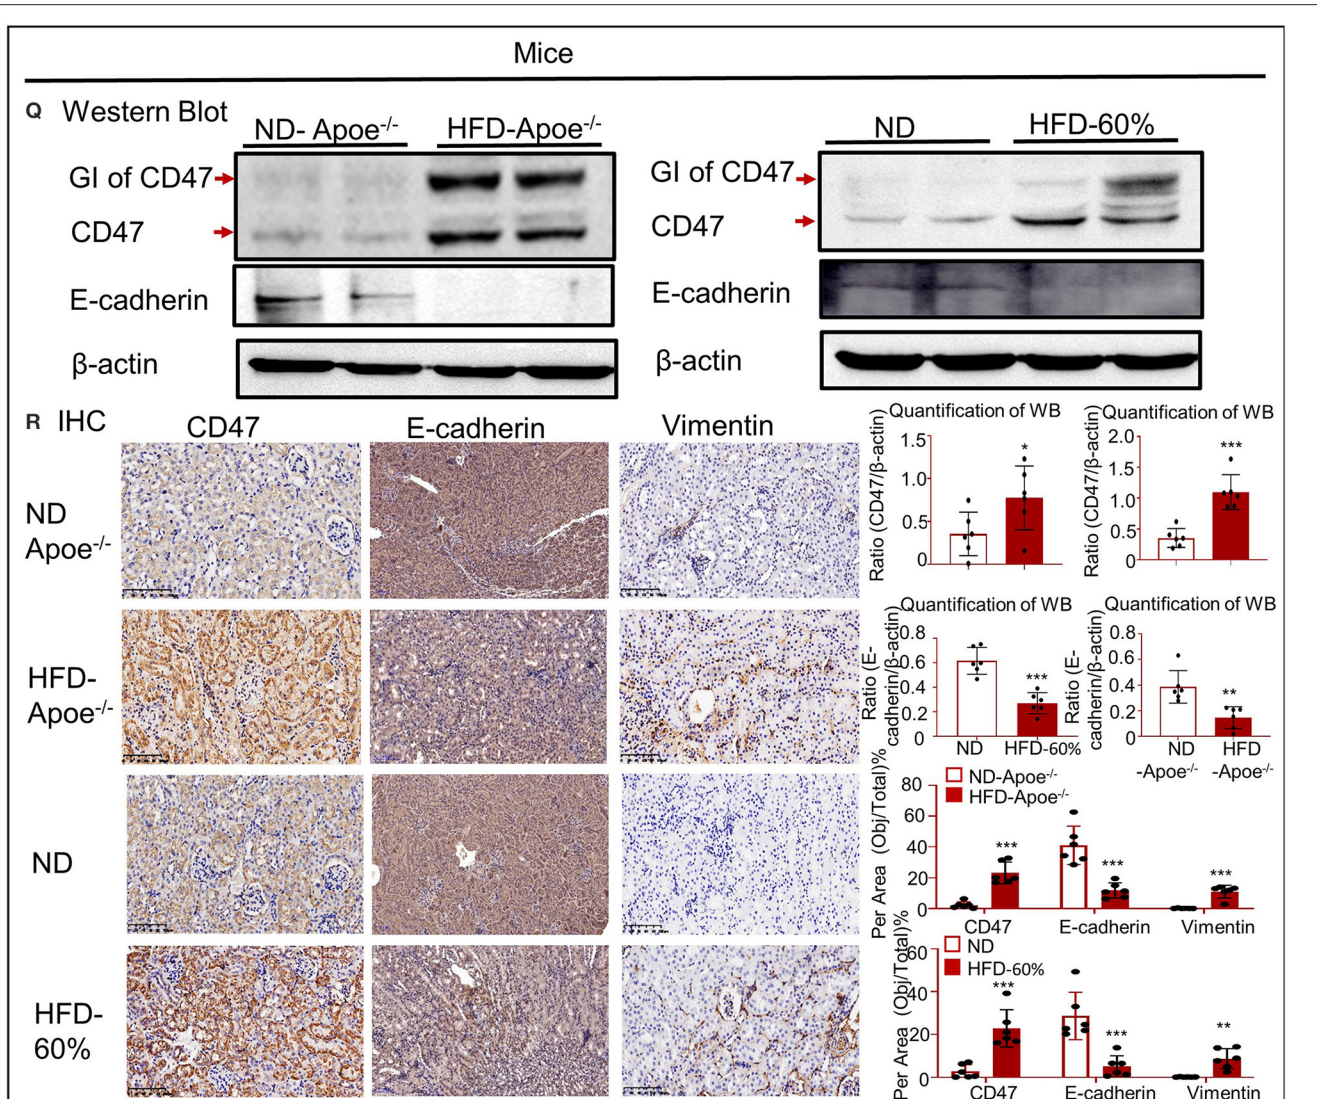 Mice
Q Western Blot
ND- Apoe-/- HFD-Apoe-/-
GI of CD47
CD47
E-cadherin
β-actin
ND HFD-60%
GI of CD47
CD47
E-cadherin
β-actin
R IHC
CD47 E-cadherin Vimentin
ND
Apoe-/-
HFD-
Apoe-/-
ND
HFD-
60%
Quantification of WB
Ratio (CD47/β-actin)
1.5
1.0
0.5
0
*
Quantification of WB
Ratio (CD47/β-actin)
2.0
1.5
1.0
0.5
0
***
Quantification of WB
Ratio (E-
cadherin/β-actin)
0.8
0.6
0.4
0.2
0
***
ND HFD-60%
Quantification of WB
Ratio (E-
cadherin/β-actin)
0.8
0.6
0.4
0.2
0
**
ND HFD
-Apoe-/- -Apoe-/-
Per Area (Obj/Total)%
80
60
40
20
0
ND-Apoe-/-
HFD-Apoe-/-
*** *** ***
CD47 E-cadherin Vimentin
Per Area (Obj/Total)%
60
40
20
0
ND
HFD-60%
*** *** **
CD47 E-cadherin Vimentin